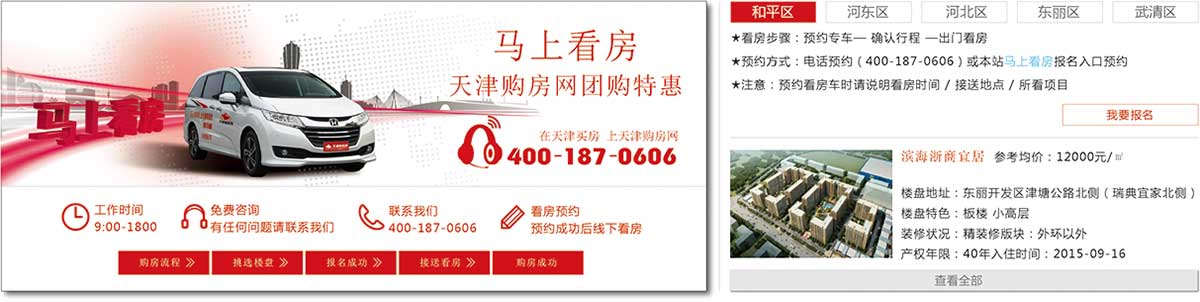 马上看房
天津购房网团购特惠
马上看房
在天津买房 上天津购房网
400-187-0606
工作时间
9:00-1800
免费咨询
有任何问题请联系我们
联系我们
400-187-0606
看房预约
预约成功后线下看房
购房流程 >> 挑选楼盘 >> 报名成功 >> 接送看房 >> 购房成功
和平区 河东区 河北区 东丽区 武清区
★看房步骤：预约专车— 确认行程 —出门看房
★预约方式：电话预约（400-187-0606）或本站马上看房报名入口预约
★注意：预约看房车时请说明看房时间 / 接送地点 / 所看项目
我要报名
滨海浙商宜居 参考均价：12000元/㎡
楼盘地址：东丽开发区津塘公路北侧（瑞典宜家北侧）
楼盘特色：板楼 小高层
装修状况：精装修版块：外环以外
产权年限：40年入住时间：2015-09-16
查看全部